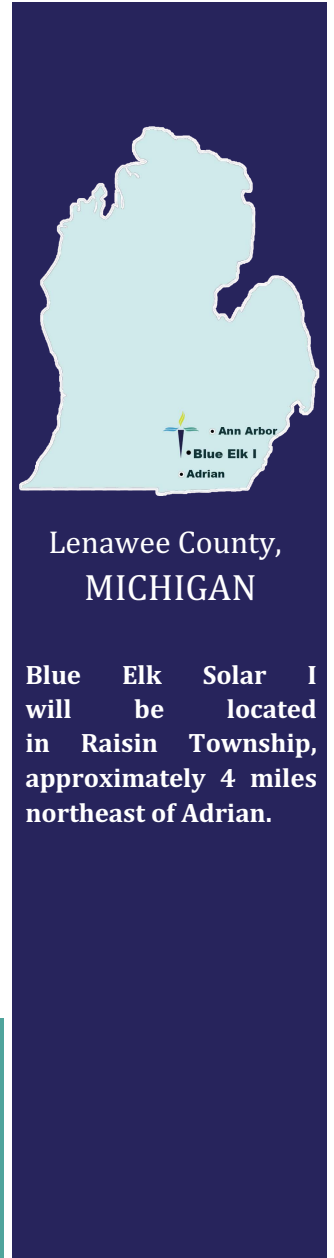 • Ann Arbor
•Blue Elk I
• Adrian
Lenawee County,
MICHIGAN
Blue Elk Solar I
will be located
in Raisin Township,
approximately 4 miles
northeast of Adrian.